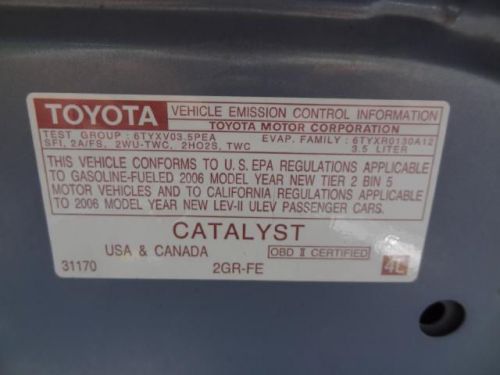 TOYOTA VEHICLE EMISSION CONTROL INFORMATION
TOYOTA MOTOR CORPORATION
TEST GROUP : 6TYXV03.5PEA EVAP. FAMILY : 6TYXR0130A12
SFI, 2A/FS, 2WU-TWC, 2HO2S, TWC 3.5 LITER
THIS VEHICLE CONFORMS TO U.S. EPA REGULATIONS APPLICABLE
TO GASOLINE-FUELED 2006 MODEL YEAR NEW TIER 2 BIN 5
MOTOR VEHICLES AND TO CALIFORNIA REGULATIONS APPLICABLE
TO 2006 MODEL YEAR NEW LEV-II ULEV PASSENGER CARS.
CATALYST
USA & CANADA OBD II CERTIFIED
31170 2GR-FE 4L